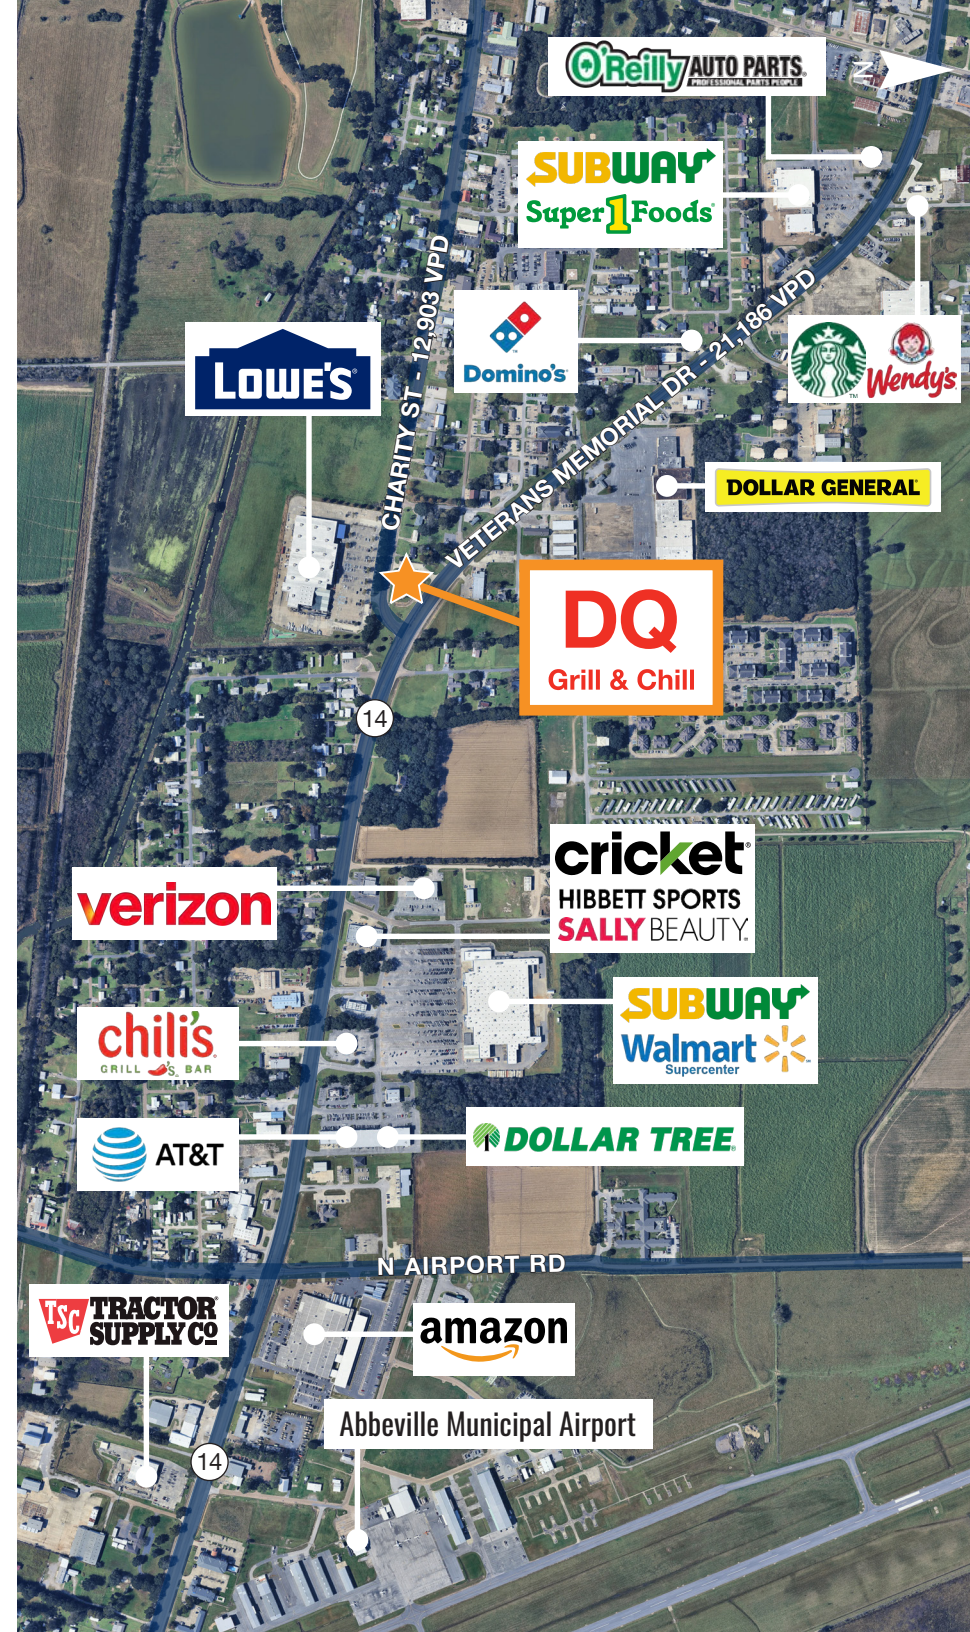 O'Reilly AUTO PARTS®
PROFESSIONAL PARTS PEOPLE
N
SUBWAY
Super 1 Foods
CHARITY ST - 12,903 VPD
VETERANS MEMORIAL DR - 21,186 VPD
Domino's
™
Wendy's
LOWE'S®
DOLLAR GENERAL
DQ
Grill & Chill
14
cricket®
HIBBETT SPORTS
SALLY BEAUTY
verizon
SUBWAY
Walmart
Supercenter
chili's
GRILL & BAR
AT&T
DOLLAR TREE
N AIRPORT RD
TSC TRACTOR
SUPPLY CO
amazon
Abbeville Municipal Airport
14